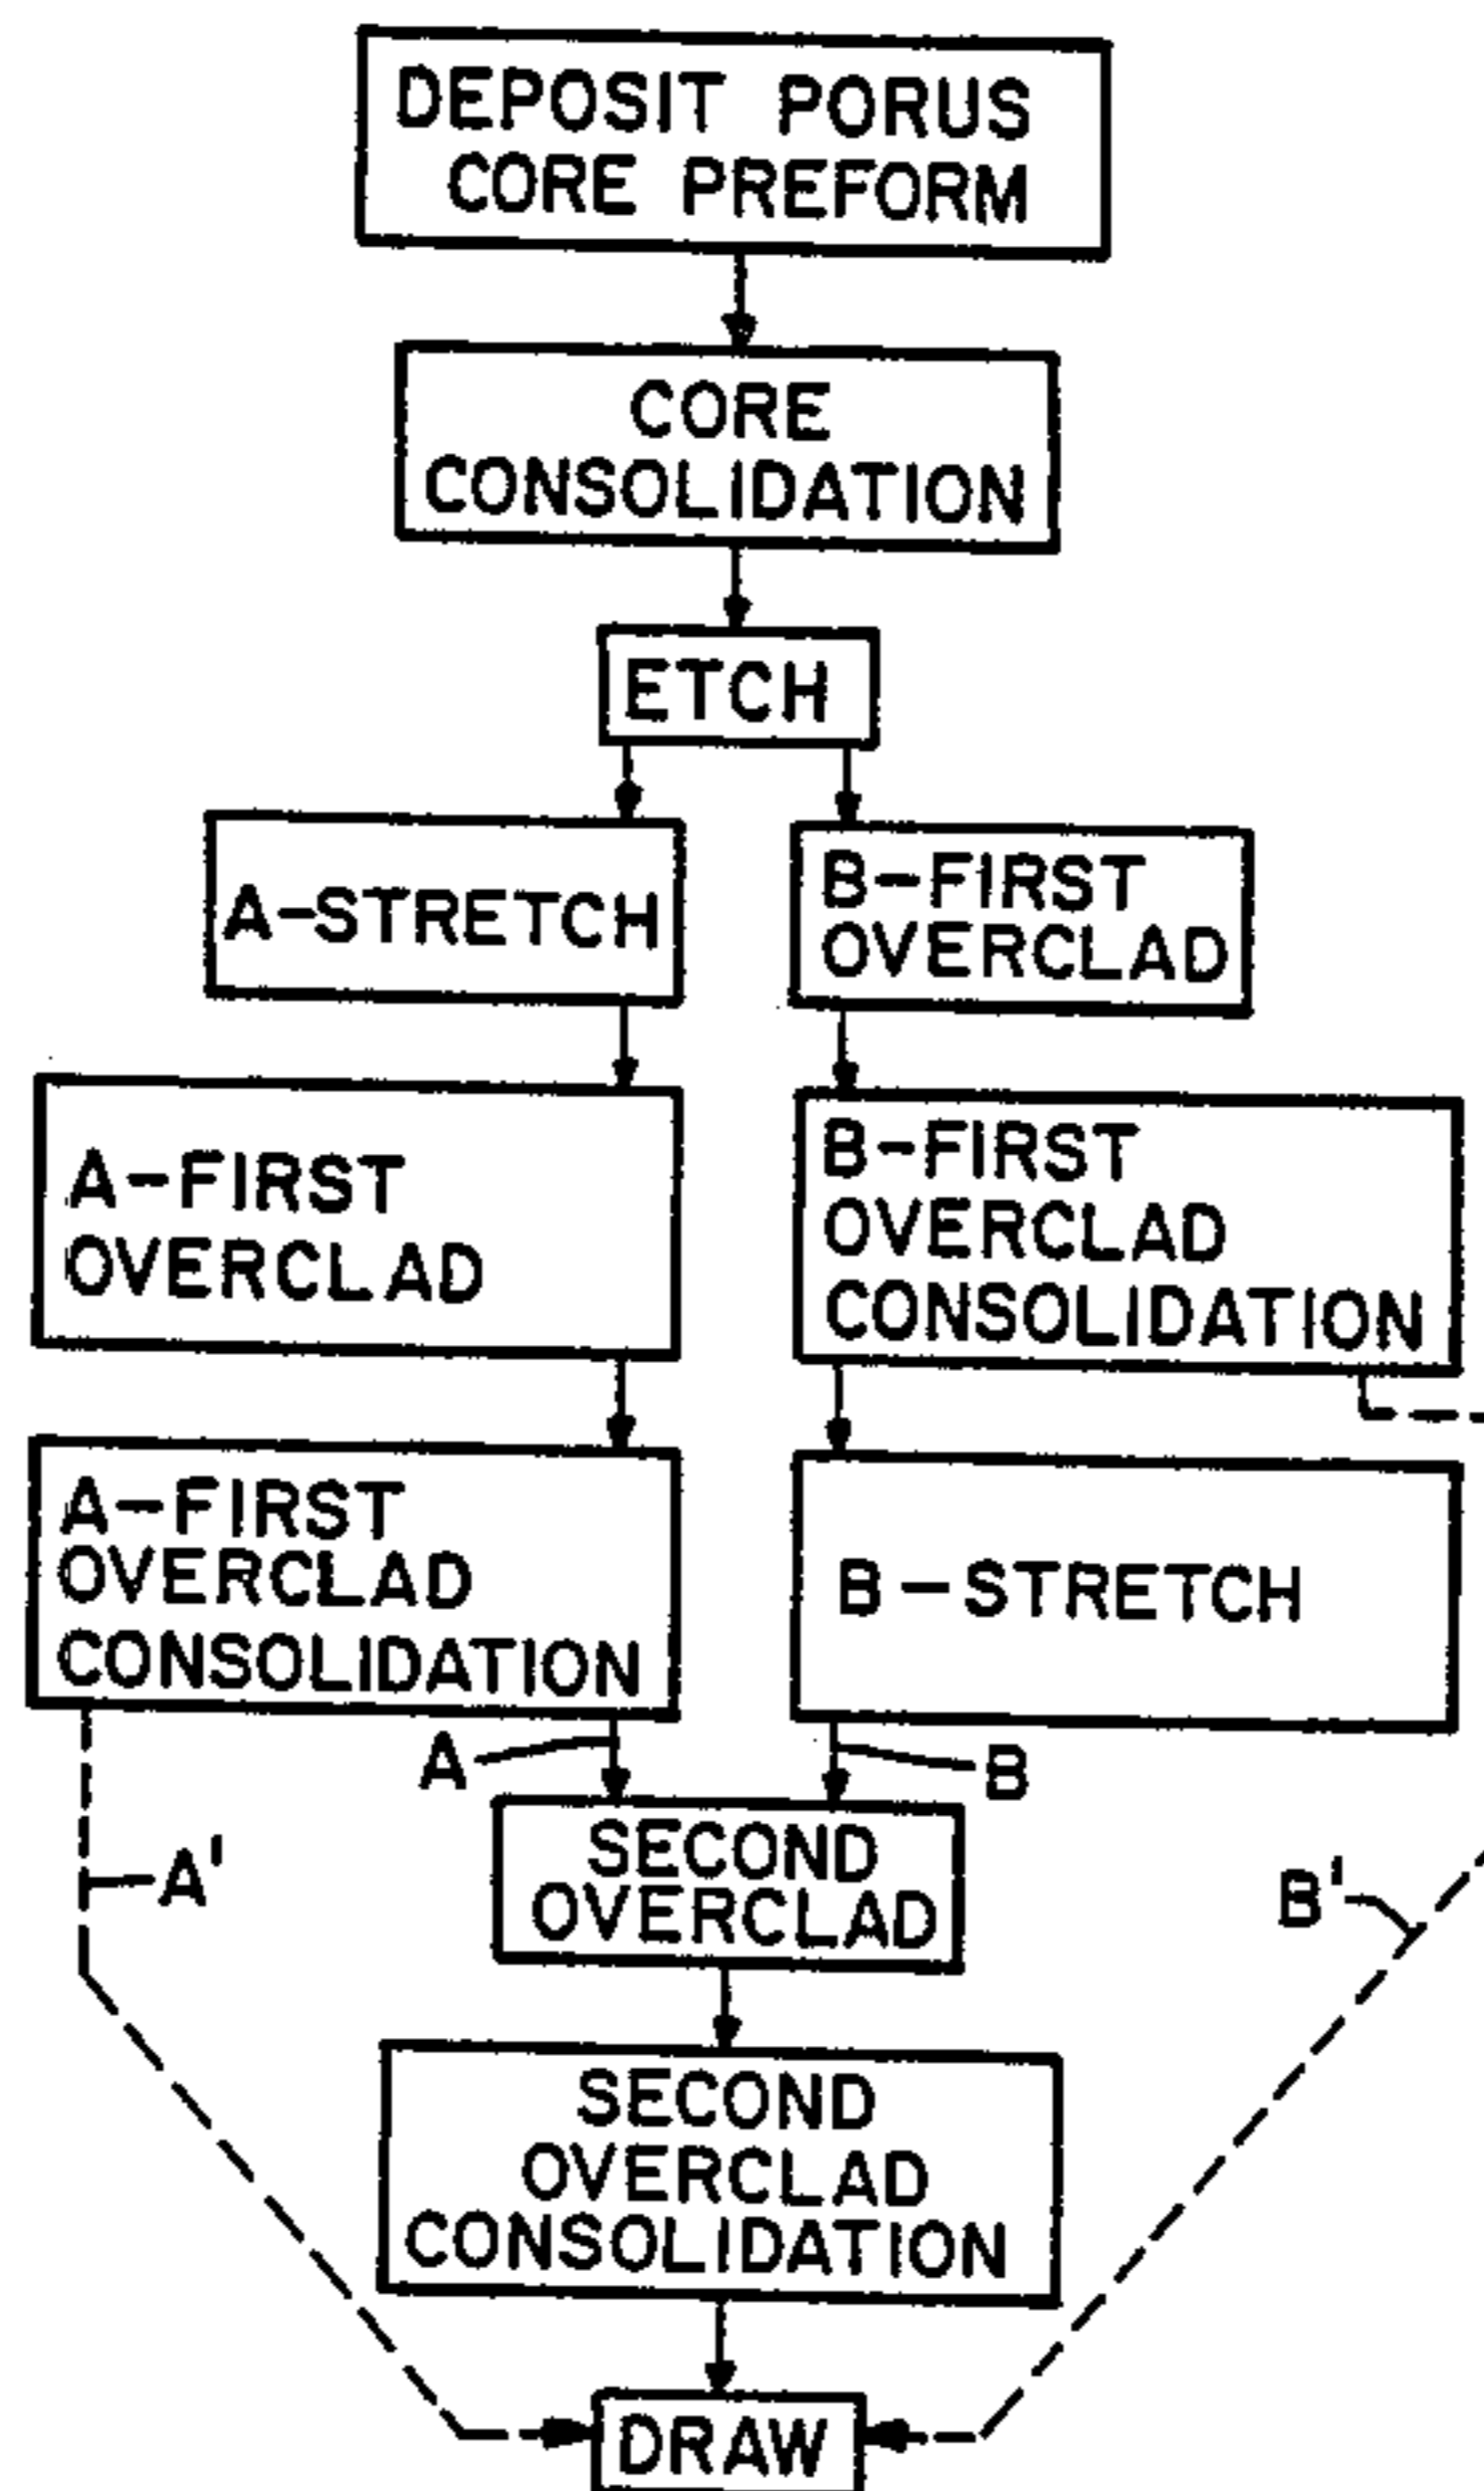 DEPOSIT PORUS
CORE PREFORM
CORE
CONSOLIDATION
ETCH
A-STRETCH
B-FIRST
OVERCLAD
A-FIRST
OVERCLAD
B-FIRST
OVERCLAD
CONSOLIDATION
A-FIRST
OVERCLAD
CONSOLIDATION
B-STRETCH
A
B
SECOND
OVERCLAD
A'
B'
SECOND
OVERCLAD
CONSOLIDATION
DRAW